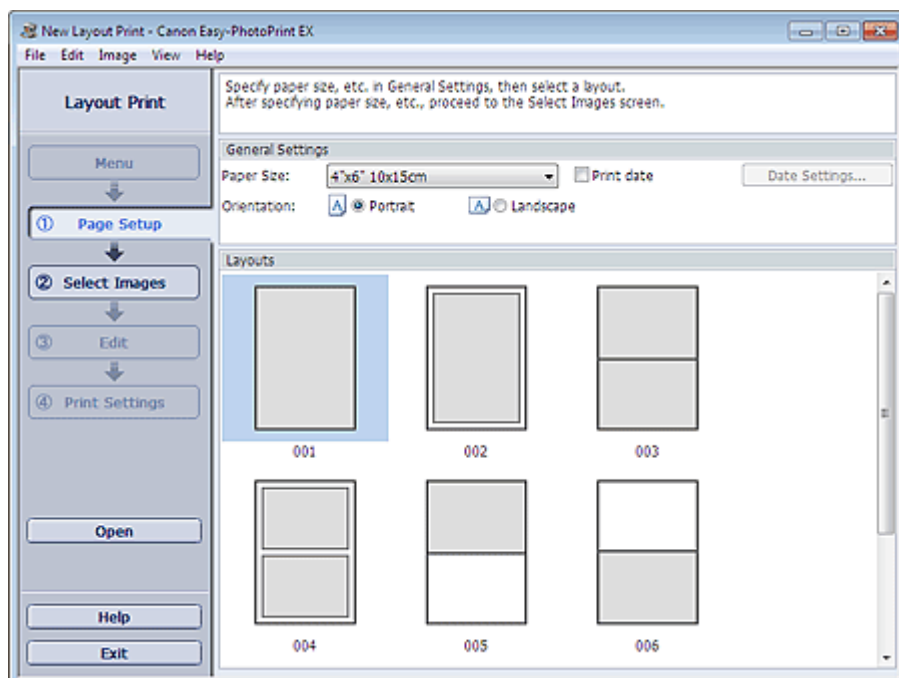 New Layout Print - Canon Easy-PhotoPrint EX
File Edit Image View Help
Layout Print
Specify paper size, etc. in General Settings, then select a layout.
After specifying paper size, etc., proceed to the Select Images screen.
Menu
① Page Setup
② Select Images
③ Edit
④ Print Settings
Open
Help
Exit
General Settings
Paper Size: 4"x6" 10x15cm Print date Date Settings...
Orientation: A Portrait A Landscape
Layouts
001 002 003
004 005 006